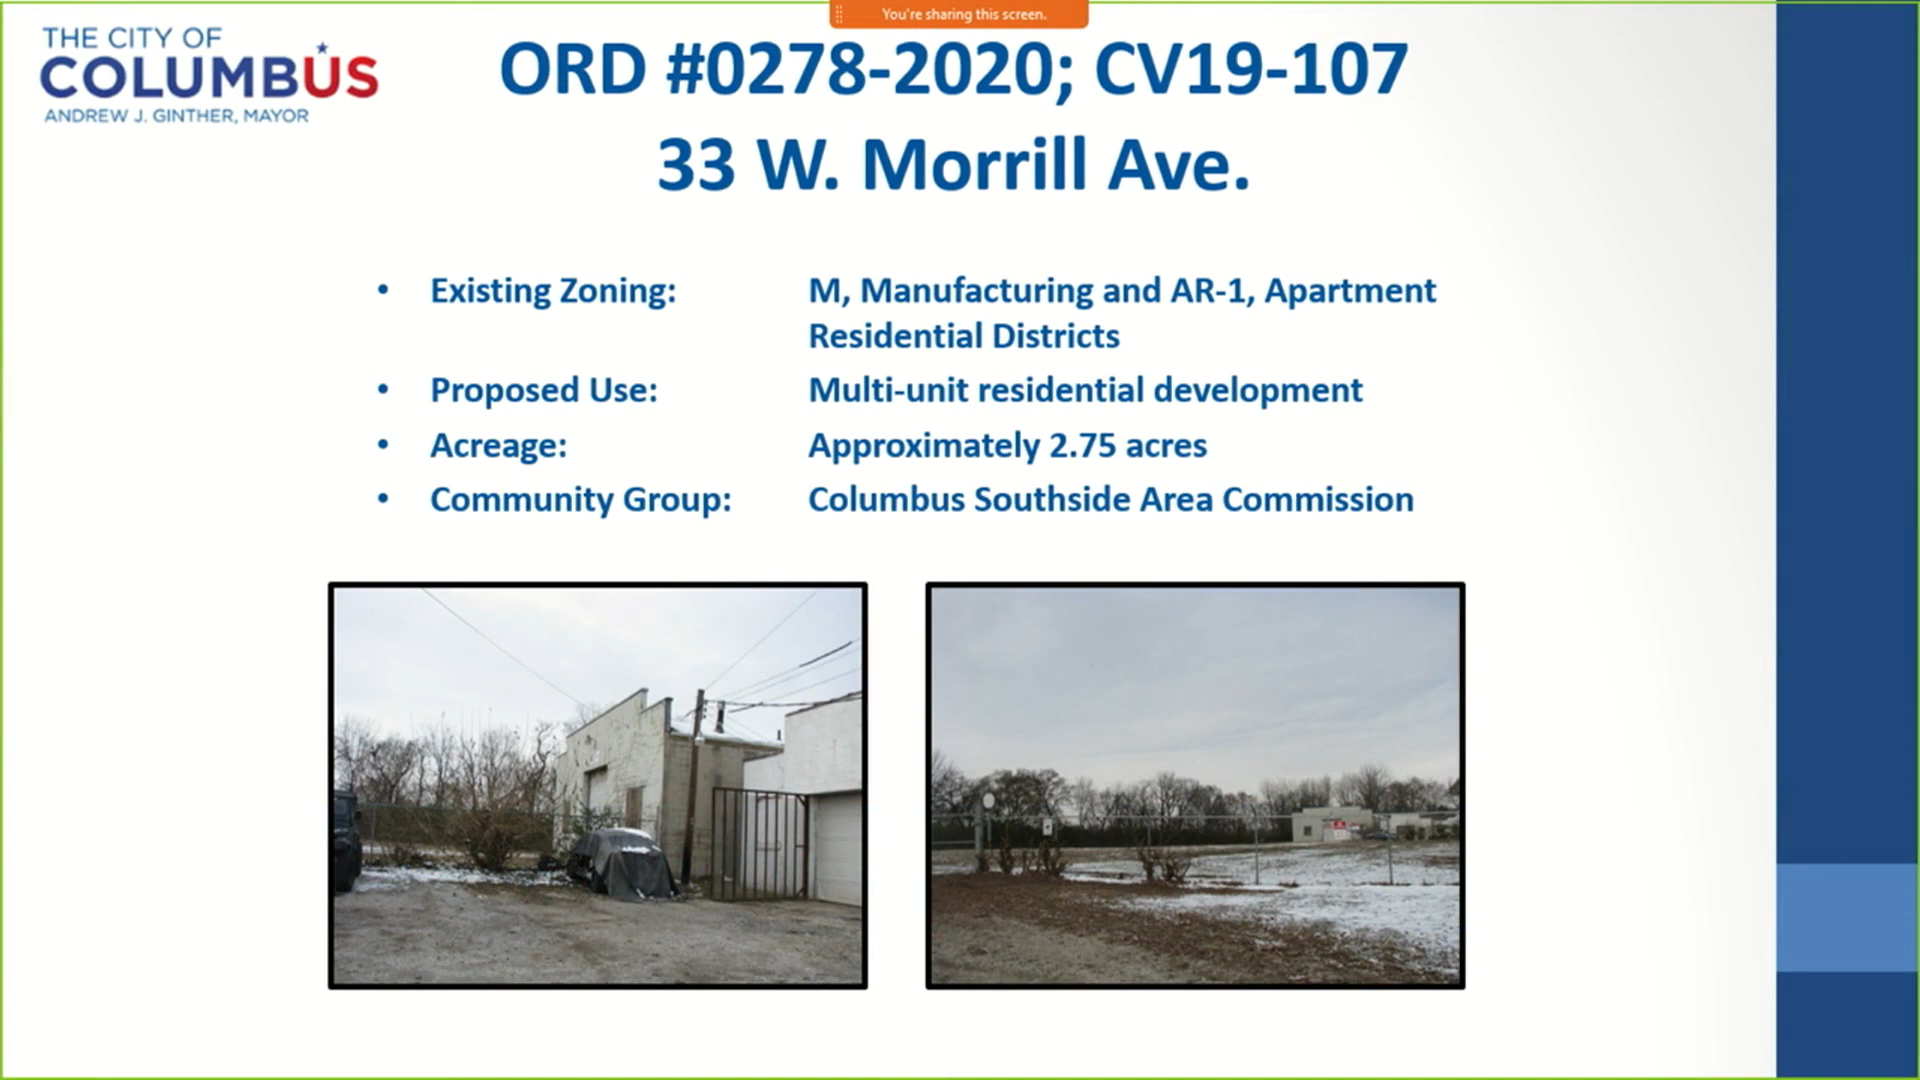 You're sharing this screen.
THE CITY OF
COLUMBUS
ANDREW J. GINTHER, MAYOR
ORD #0278-2020; CV19-107
33 W. Morrill Ave.
• Existing Zoning: M, Manufacturing and AR-1, Apartment
Residential Districts
• Proposed Use: Multi-unit residential development
• Acreage: Approximately 2.75 acres
• Community Group: Columbus Southside Area Commission